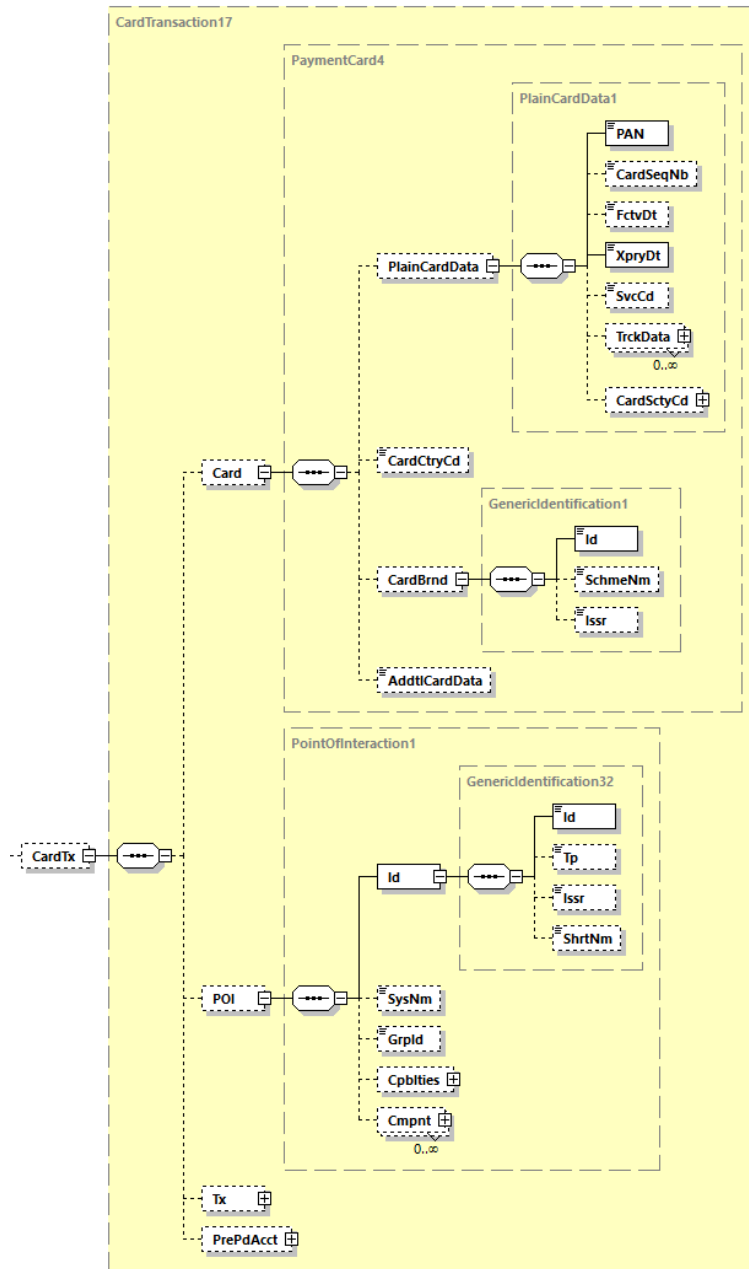 CardTransaction17
PaymentCard4
PlainCardData1
PAN
CardSeqNb
FctvDt
PlainCardData
XpryDt
SvcCd
TrckData
0..∞
CardSctyCd
Card
CardCtryCd
GenericIdentification1
Id
CardBrnd
SchmeNm
Issr
AddtlCardData
PointOfInteraction1
GenericIdentification32
Id
CardTx
Tp
Id
Issr
ShrtNm
POI
SysNm
GrpId
Cpblties
Cmpnt
0..∞
Tx
PrePdAcct